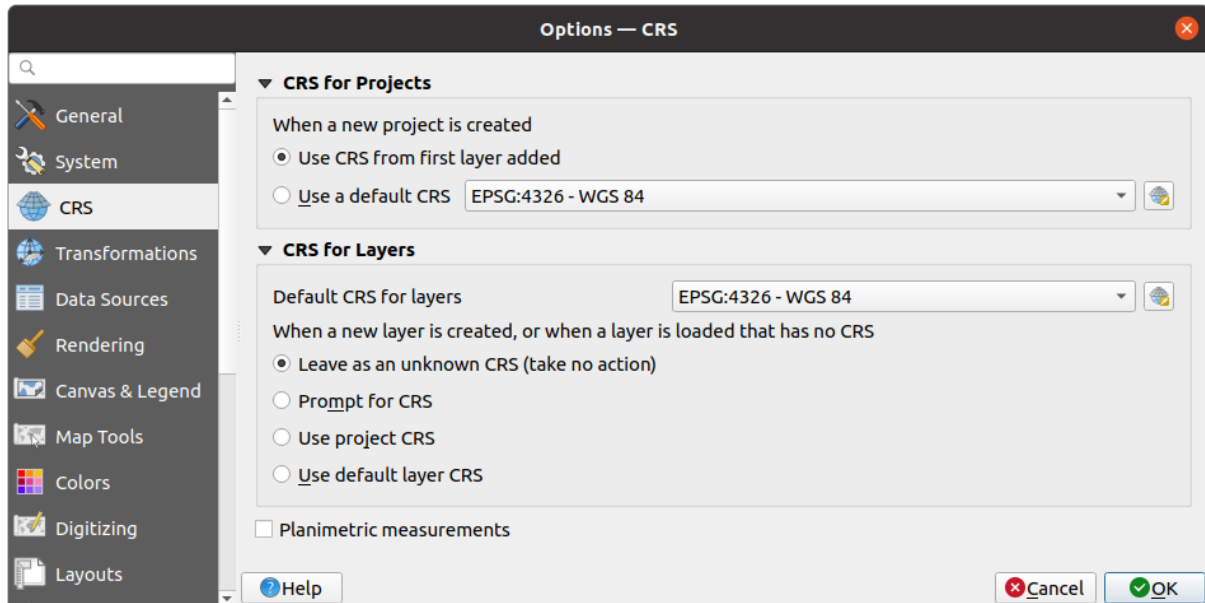 Options — CRS
General
System
CRS
Transformations
Data Sources
Rendering
Canvas & Legend
Map Tools
Colors
Digitizing
Layouts
CRS for Projects
When a new project is created
Use CRS from first layer added
Use a default CRS EPSG:4326 - WGS 84
CRS for Layers
Default CRS for layers EPSG:4326 - WGS 84
When a new layer is created, or when a layer is loaded that has no CRS
Leave as an unknown CRS (take no action)
Prompt for CRS
Use project CRS
Use default layer CRS
Planimetric measurements
Help Cancel OK